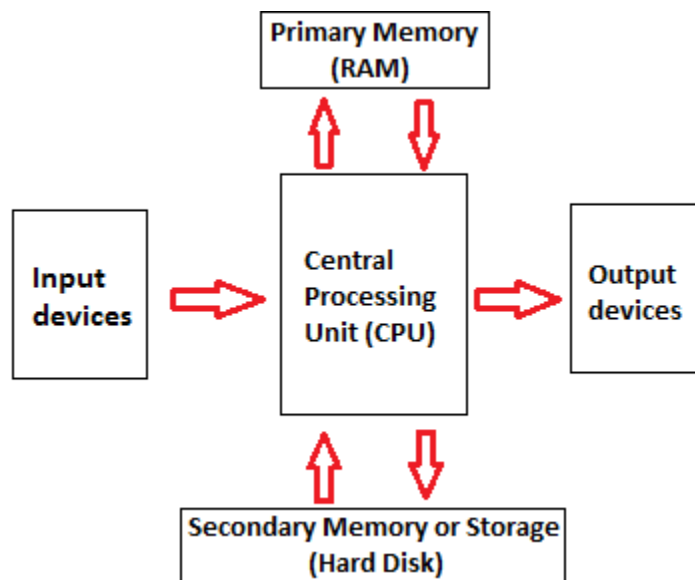 Primary Memory
(RAM)
Input
devices
Central
Processing
Unit (CPU)
Output
devices
Secondary Memory or Storage
(Hard Disk)